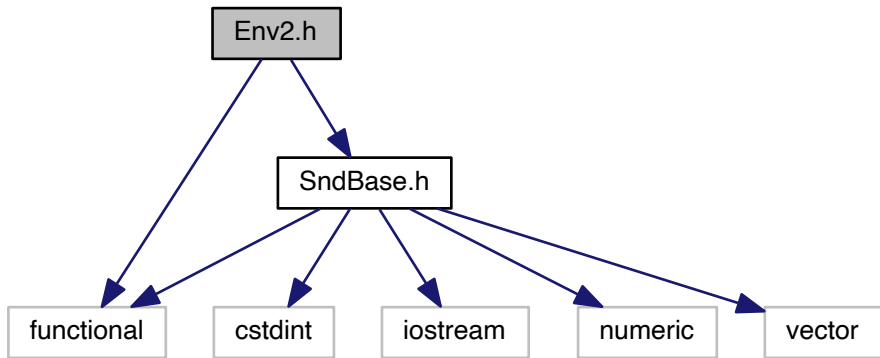 Env2.h
SndBase.h
functional
cstdint
iostream
numeric
vector